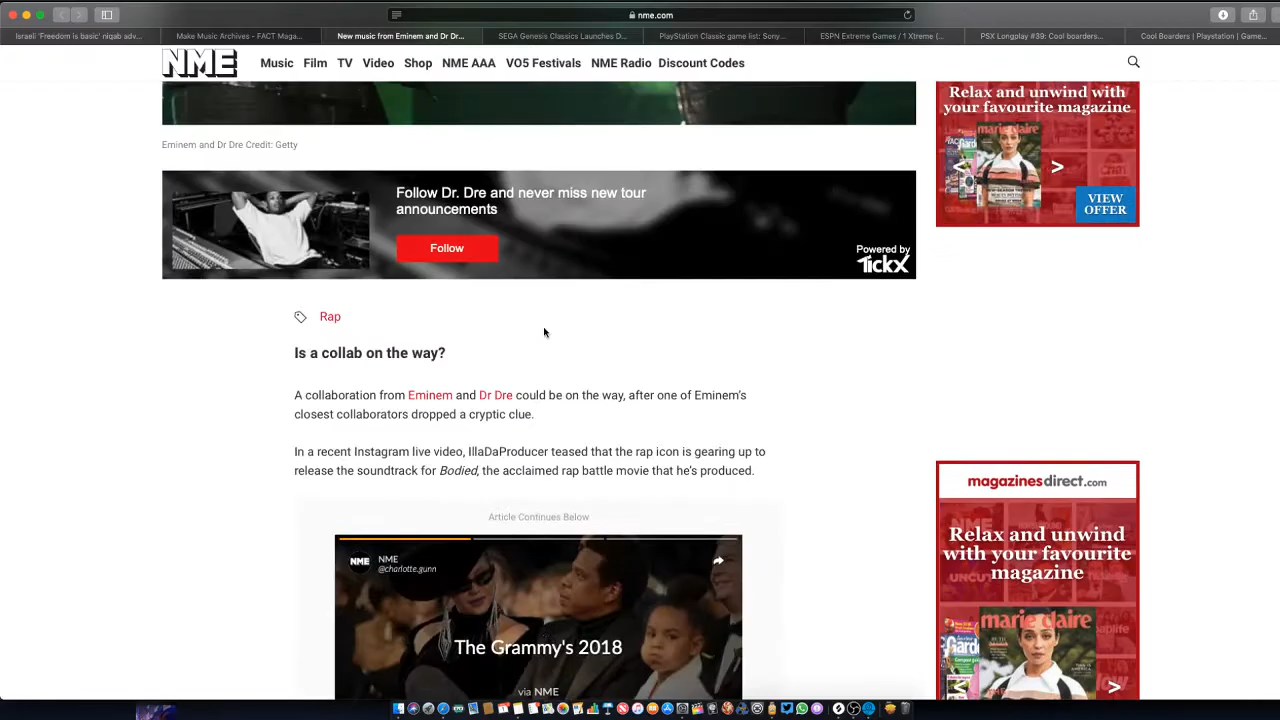 nme.com
Israeli 'Freedom is basic' niqab adv...
Make Music Archives – FACT Maga...
New music from Eminem and Dr Dr...
SEGA Genesis Classics Launches D...
PlayStation Classic game list: Sony...
ESPN Extreme Games / 1 Xtreme (...
PSX Longplay #39: Cool boarders...
Cool Boarders | Playstation | Game...
NME
Music Film TV Video Shop NME AAA VO5 Festivals NME Radio Discount Codes
Eminem and Dr Dre Credit: Getty
Follow Dr. Dre and never miss new tour
announcements
Follow
Powered by
TickX
Relax and unwind with
your favourite magazine
marie claire
VIEW
OFFER
Rap
Is a collab on the way?
A collaboration from Eminem and Dr Dre could be on the way, after one of Eminem's
closest collaborators dropped a cryptic clue.
In a recent Instagram live video, IllaDaProducer teased that the rap icon is gearing up to
release the soundtrack for Bodied, the acclaimed rap battle movie that he's produced.
Article Continues Below
NME
NME
@charlotte.gunn
The Grammy's 2018
via NME
magazinesdirect.com
Relax and unwind
with your favourite
magazine
marie claire